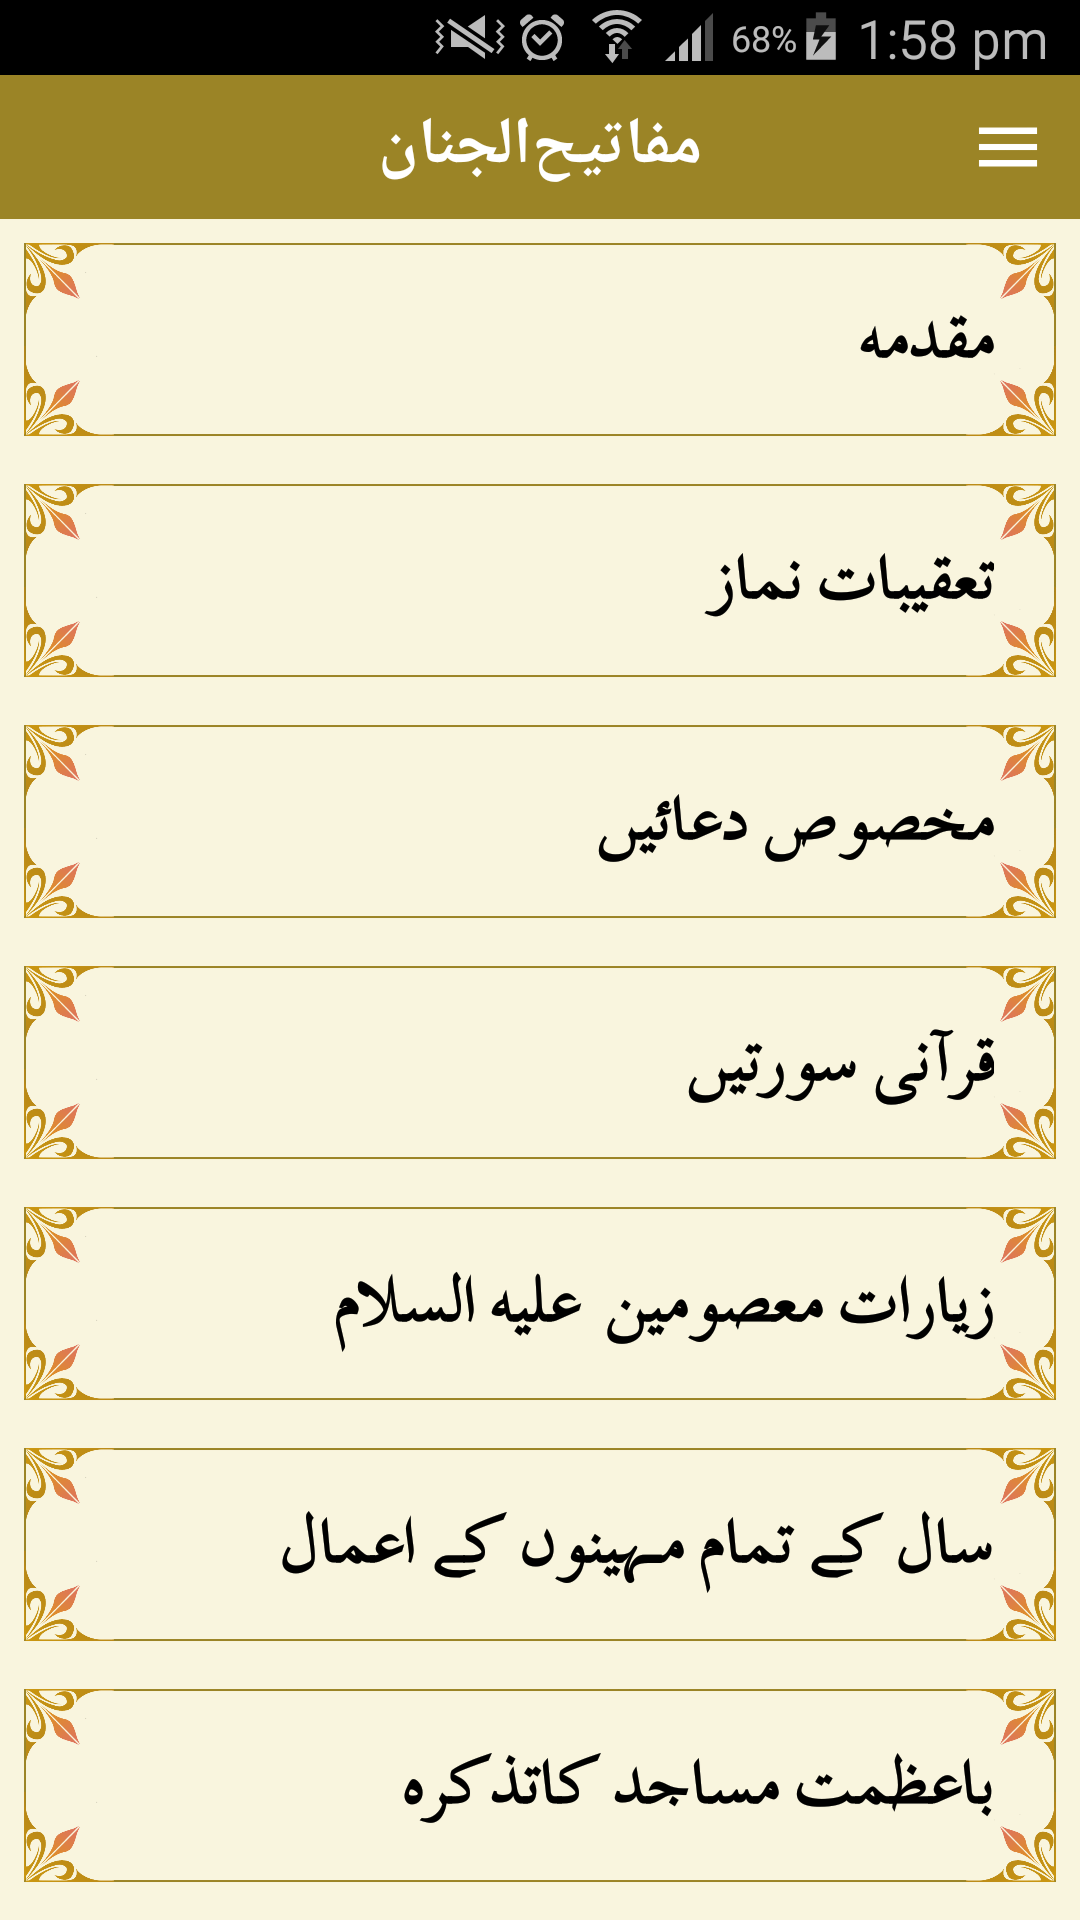 68% 1:58 pm
مفاتیح الجنان
مقدمه
تعقیبات نماز
مخصوص دعائیں
قرآنی سورتیں
زیارات معصومین علیه السلام
سال کے تمام مہینوں کے اعمال
باعظمت مساجد کاتذکرہ